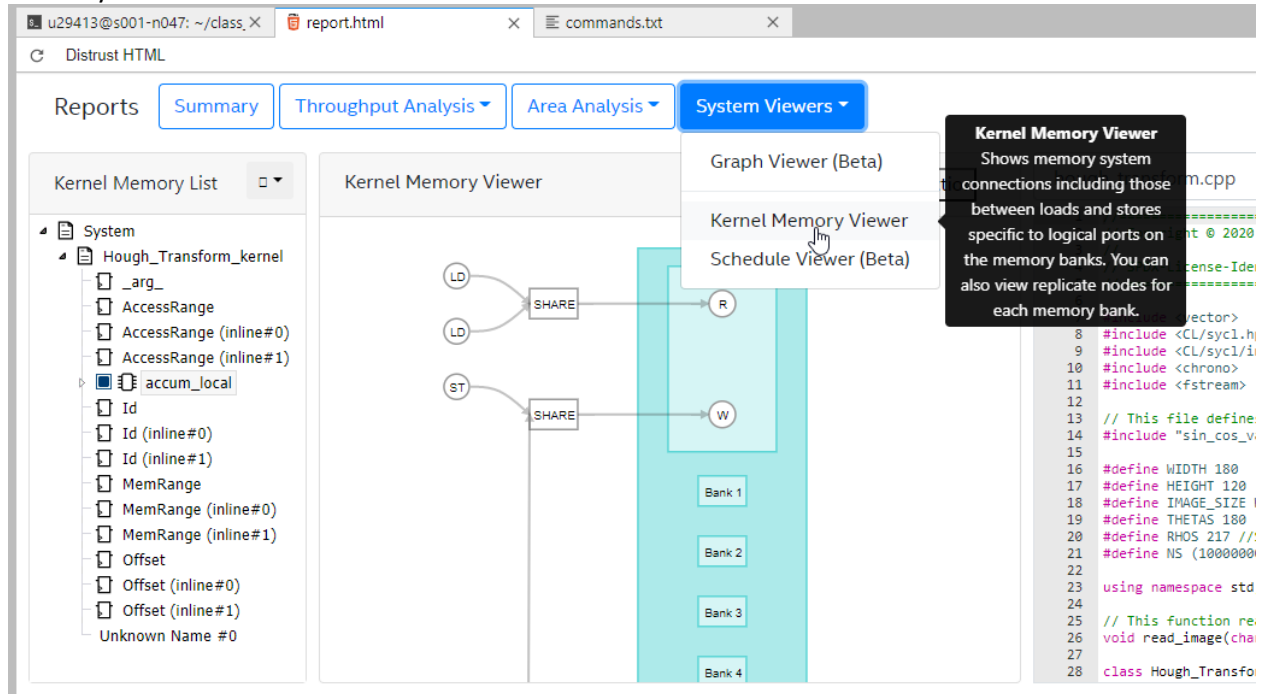 u29413@s001-n047: ~/class_
report.html
commands.txt
Distrust HTML
Reports
Summary
Throughput Analysis
Area Analysis
System Viewers
Graph Viewer (Beta)
Kernel Memory Viewer
Schedule Viewer (Beta)
Kernel Memory Viewer
Shows memory system
connections including those
between loads and stores
specific to logical ports on
the memory banks. You can
also view replicate nodes for
each memory bank.
Kernel Memory List
System
Hough_Transform_kernel
_arg_
AccessRange
AccessRange (inline#0)
AccessRange (inline#1)
accum_local
Id
Id (inline#0)
Id (inline#1)
MemRange
MemRange (inline#0)
MemRange (inline#1)
Offset
Offset (inline#0)
Offset (inline#1)
Unknown Name #0
Kernel Memory Viewer
LD
LD
SHARE
R
ST
SHARE
W
Bank 1
Bank 2
Bank 3
Bank 4
8 #include <CL/sycl.h
9 #include <CL/sycl/i
10 #include <chrono>
11 #include <fstream>
12
13 // This file define
14 #include "sin_cos_v
15
16 #define WIDTH 180
17 #define HEIGHT 120
18 #define IMAGE_SIZE
19 #define THETAS 180
20 #define RHOS 217 //
21 #define NS (1000000
22
23 using namespace std
24
25 // This function re
26 void read_image(cha
27
28 class Hough_Transfo